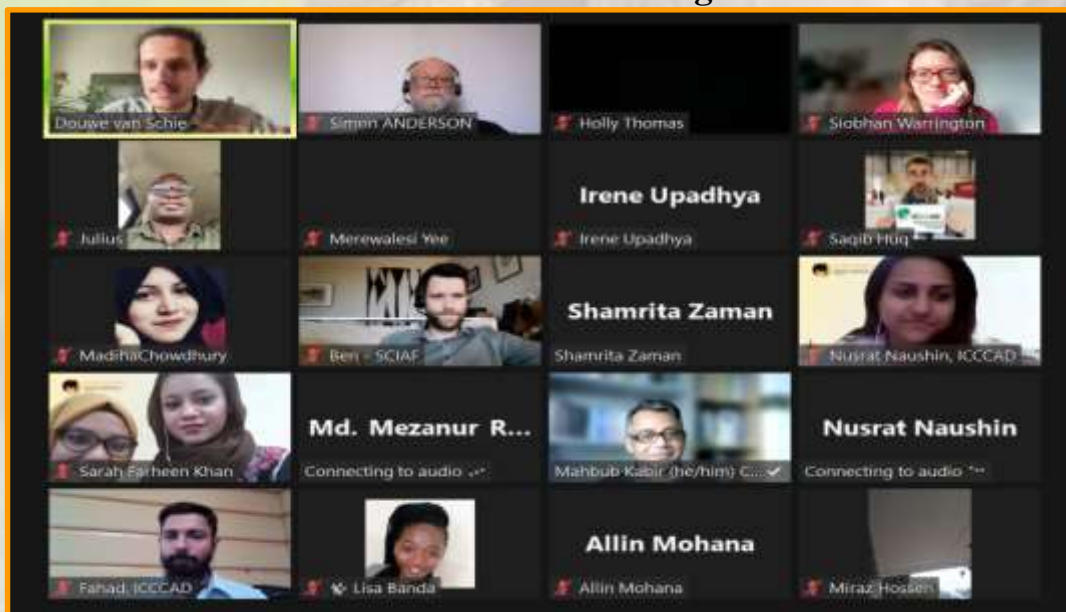 Douwe van Schie
Simon ANDERSON
Holly Thomas
Siobhan Warrington
Julius
Merewalesi Yee
Irene Upadhya
Irene Upadhya
Saqib Huq
MadihaChowdhury
Ben - SCIAF
Shamrita Zaman
Shamrita Zaman
Nusrat Naushin, ICCCAD
Sarah Farheen Khan
Md. Mezanur R...
Connecting to audio
Mahbub Kabir (he/him) C...
Nusrat Naushin
Connecting to audio
Fahad, ICCCAD
Lisa Banda
Allin Mohana
Allin Mohana
Miraz Hossen